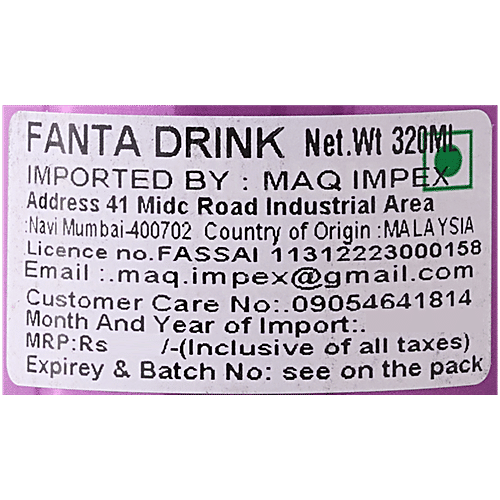 FANTA DRINK Net.Wt 320ML
IMPORTED BY : MAQ IMPEX
Address 41 Midc Road Industrial Area
:Navi Mumbai-400702 Country of Origin :MALAYSIA
Licence no.FASSAI 11312223000158
Email :.maq.impex@gmail.com
Customer Care No:.09054641814
Month And Year of Import:.
MRP:Rs /-(Inclusive of all taxes)
Expirey & Batch No: see on the pack